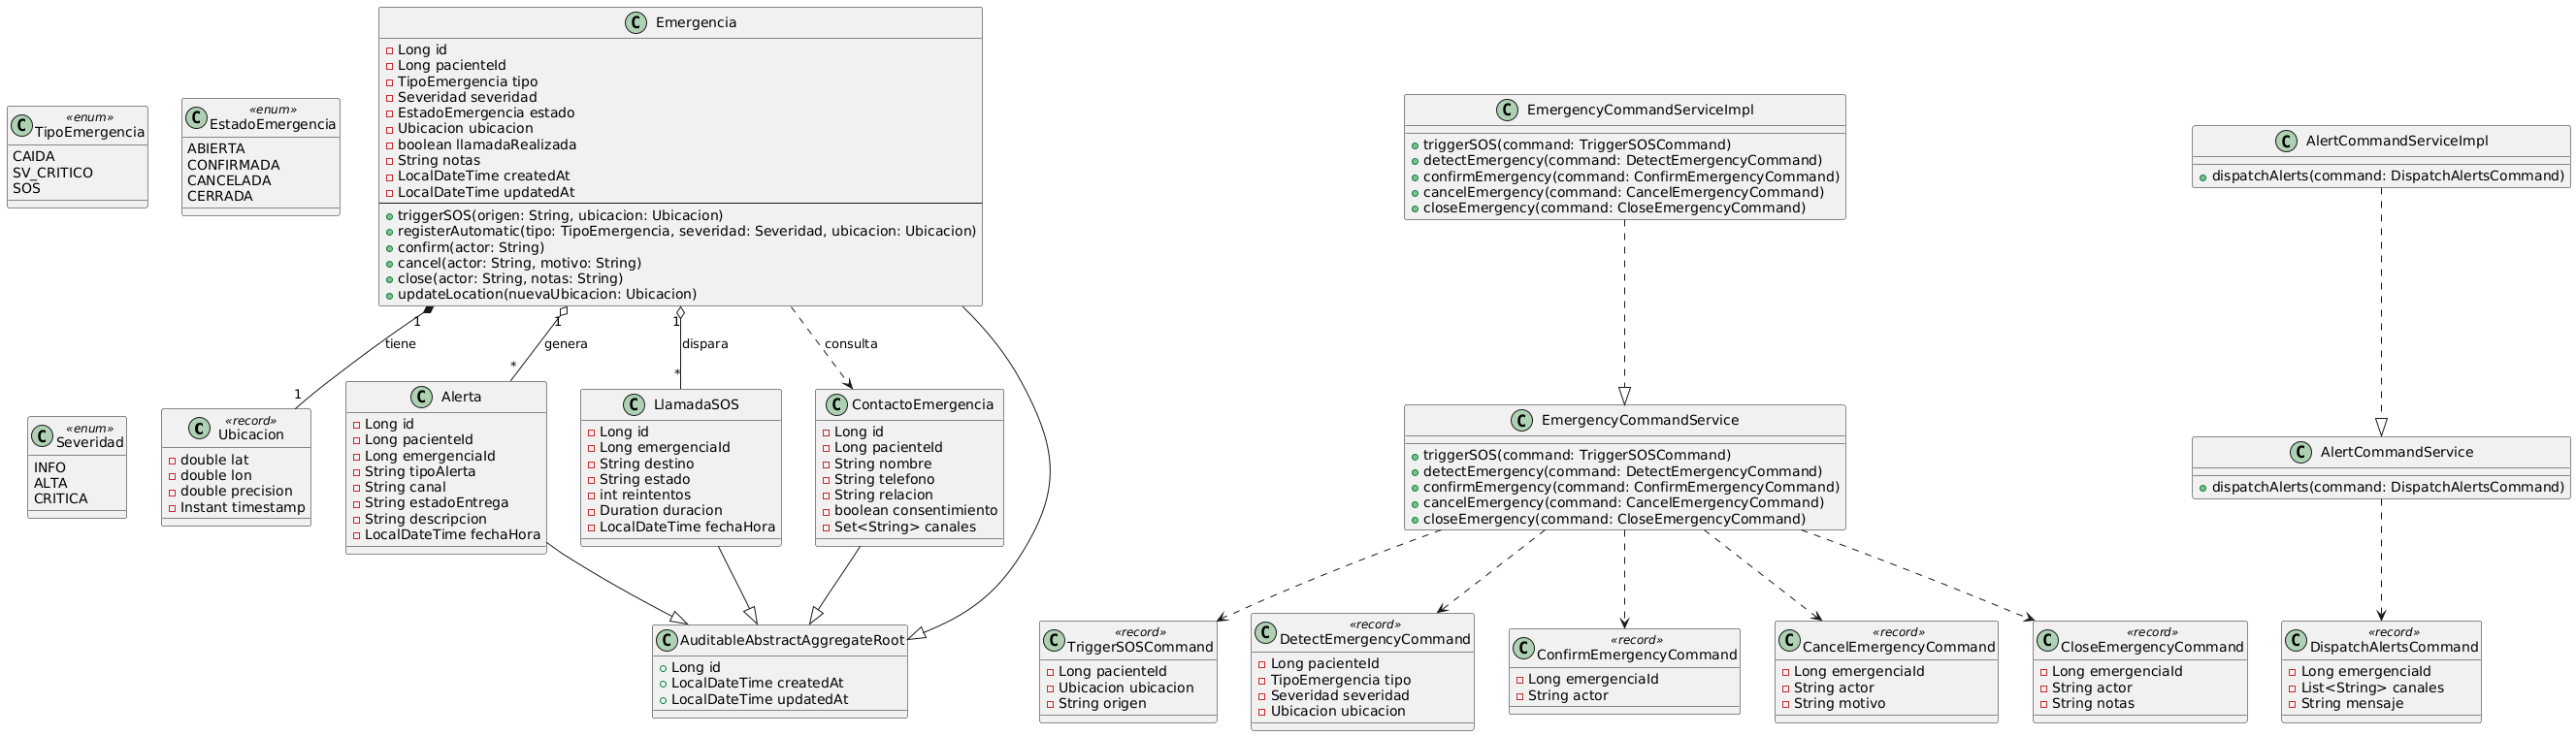 Emergencia
Long id
Long pacienteId
TipoEmergencia tipo
Severidad severidad
EstadoEmergencia estado
Ubicacion ubicacion
boolean llamadaRealizada
String notas
LocalDateTime createdAt
LocalDateTime updatedAt
triggerSOS(origen: String, ubicacion: Ubicacion)
registerAutomatic(tipo: TipoEmergencia, severidad: Severidad, ubicacion: Ubicacion)
confirm(actor: String)
cancel(actor: String, motivo: String)
close(actor: String, notas: String)
updateLocation(nuevaUbicacion: Ubicacion)
«enum»
TipoEmergencia
CAIDA
SV_CRITICO
SOS
«enum»
EstadoEmergencia
ABIERTA
CONFIRMADA
CANCELADA
CERRADA
EmergencyCommandServiceImpl
triggerSOS(command: TriggerSOSCommand)
detectEmergency(command: DetectEmergencyCommand)
confirmEmergency(command: ConfirmEmergencyCommand)
cancelEmergency(command: CancelEmergencyCommand)
closeEmergency(command: CloseEmergencyCommand)
AlertCommandServiceImpl
dispatchAlerts(command: DispatchAlertsCommand)
1
tiene
1
1
genera
*
1
dispara
*
consulta
«enum»
Severidad
INFO
ALTA
CRITICA
«record»
Ubicacion
double lat
double lon
double precision
Instant timestamp
Alerta
Long id
Long pacienteId
Long emergenciaId
String tipoAlerta
String canal
String estadoEntrega
String descripcion
LocalDateTime fechaHora
LlamadaSOS
Long id
Long emergenciaId
String destino
String estado
int reintentos
Duration duracion
LocalDateTime fechaHora
ContactoEmergencia
Long id
Long pacienteId
String nombre
String telefono
String relacion
boolean consentimiento
Set<String> canales
EmergencyCommandService
triggerSOS(command: TriggerSOSCommand)
detectEmergency(command: DetectEmergencyCommand)
confirmEmergency(command: ConfirmEmergencyCommand)
cancelEmergency(command: CancelEmergencyCommand)
closeEmergency(command: CloseEmergencyCommand)
AlertCommandService
dispatchAlerts(command: DispatchAlertsCommand)
AuditableAbstractAggregateRoot
Long id
LocalDateTime createdAt
LocalDateTime updatedAt
«record»
TriggerSOSCommand
Long pacienteId
Ubicacion ubicacion
String origen
«record»
DetectEmergencyCommand
Long pacienteId
TipoEmergencia tipo
Severidad severidad
Ubicacion ubicacion
«record»
ConfirmEmergencyCommand
Long emergenciaId
String actor
«record»
CancelEmergencyCommand
Long emergenciaId
String actor
String motivo
«record»
CloseEmergencyCommand
Long emergenciaId
String actor
String notas
«record»
DispatchAlertsCommand
Long emergenciaId
List<String> canales
String mensaje